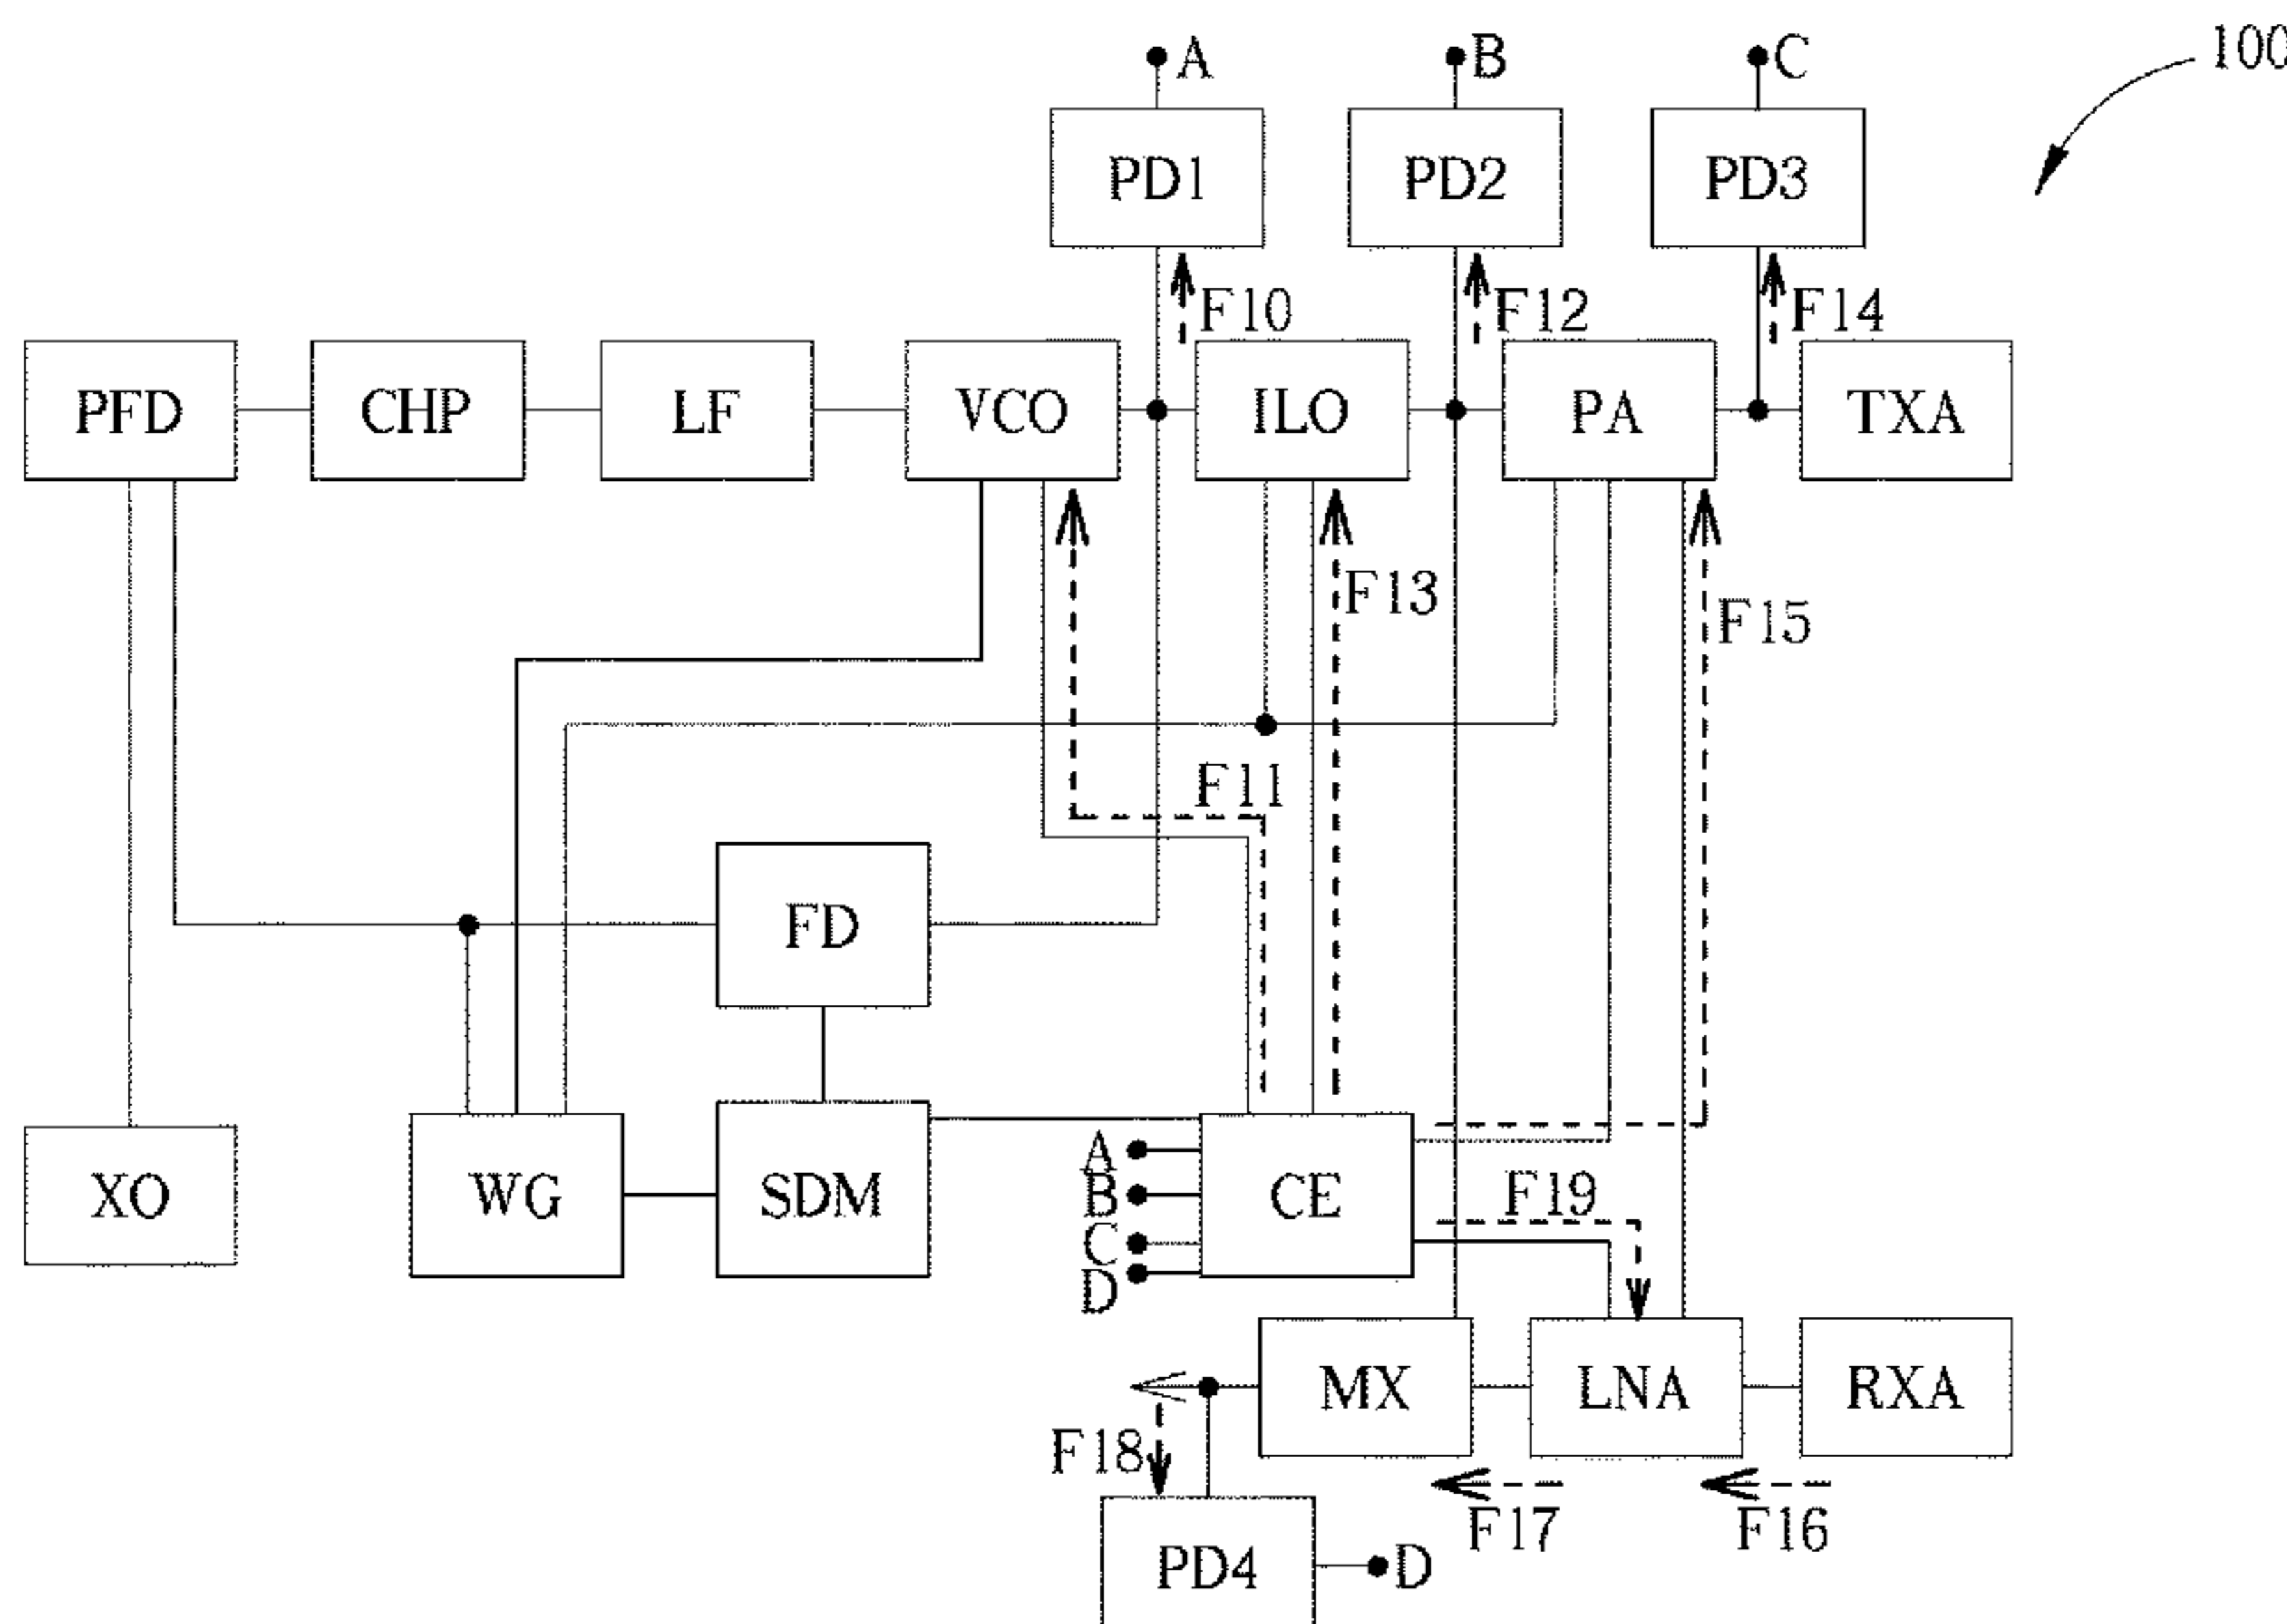 100
A B C
PD1 PD2 PD3
F10 F12 F14
PFD CHP LF VCO ILO PA TXA
F13 F15
F11
FD
XO WG SDM CE
A
B
C
D
F19
MX LNA RXA
F18
F17 F16
PD4 D